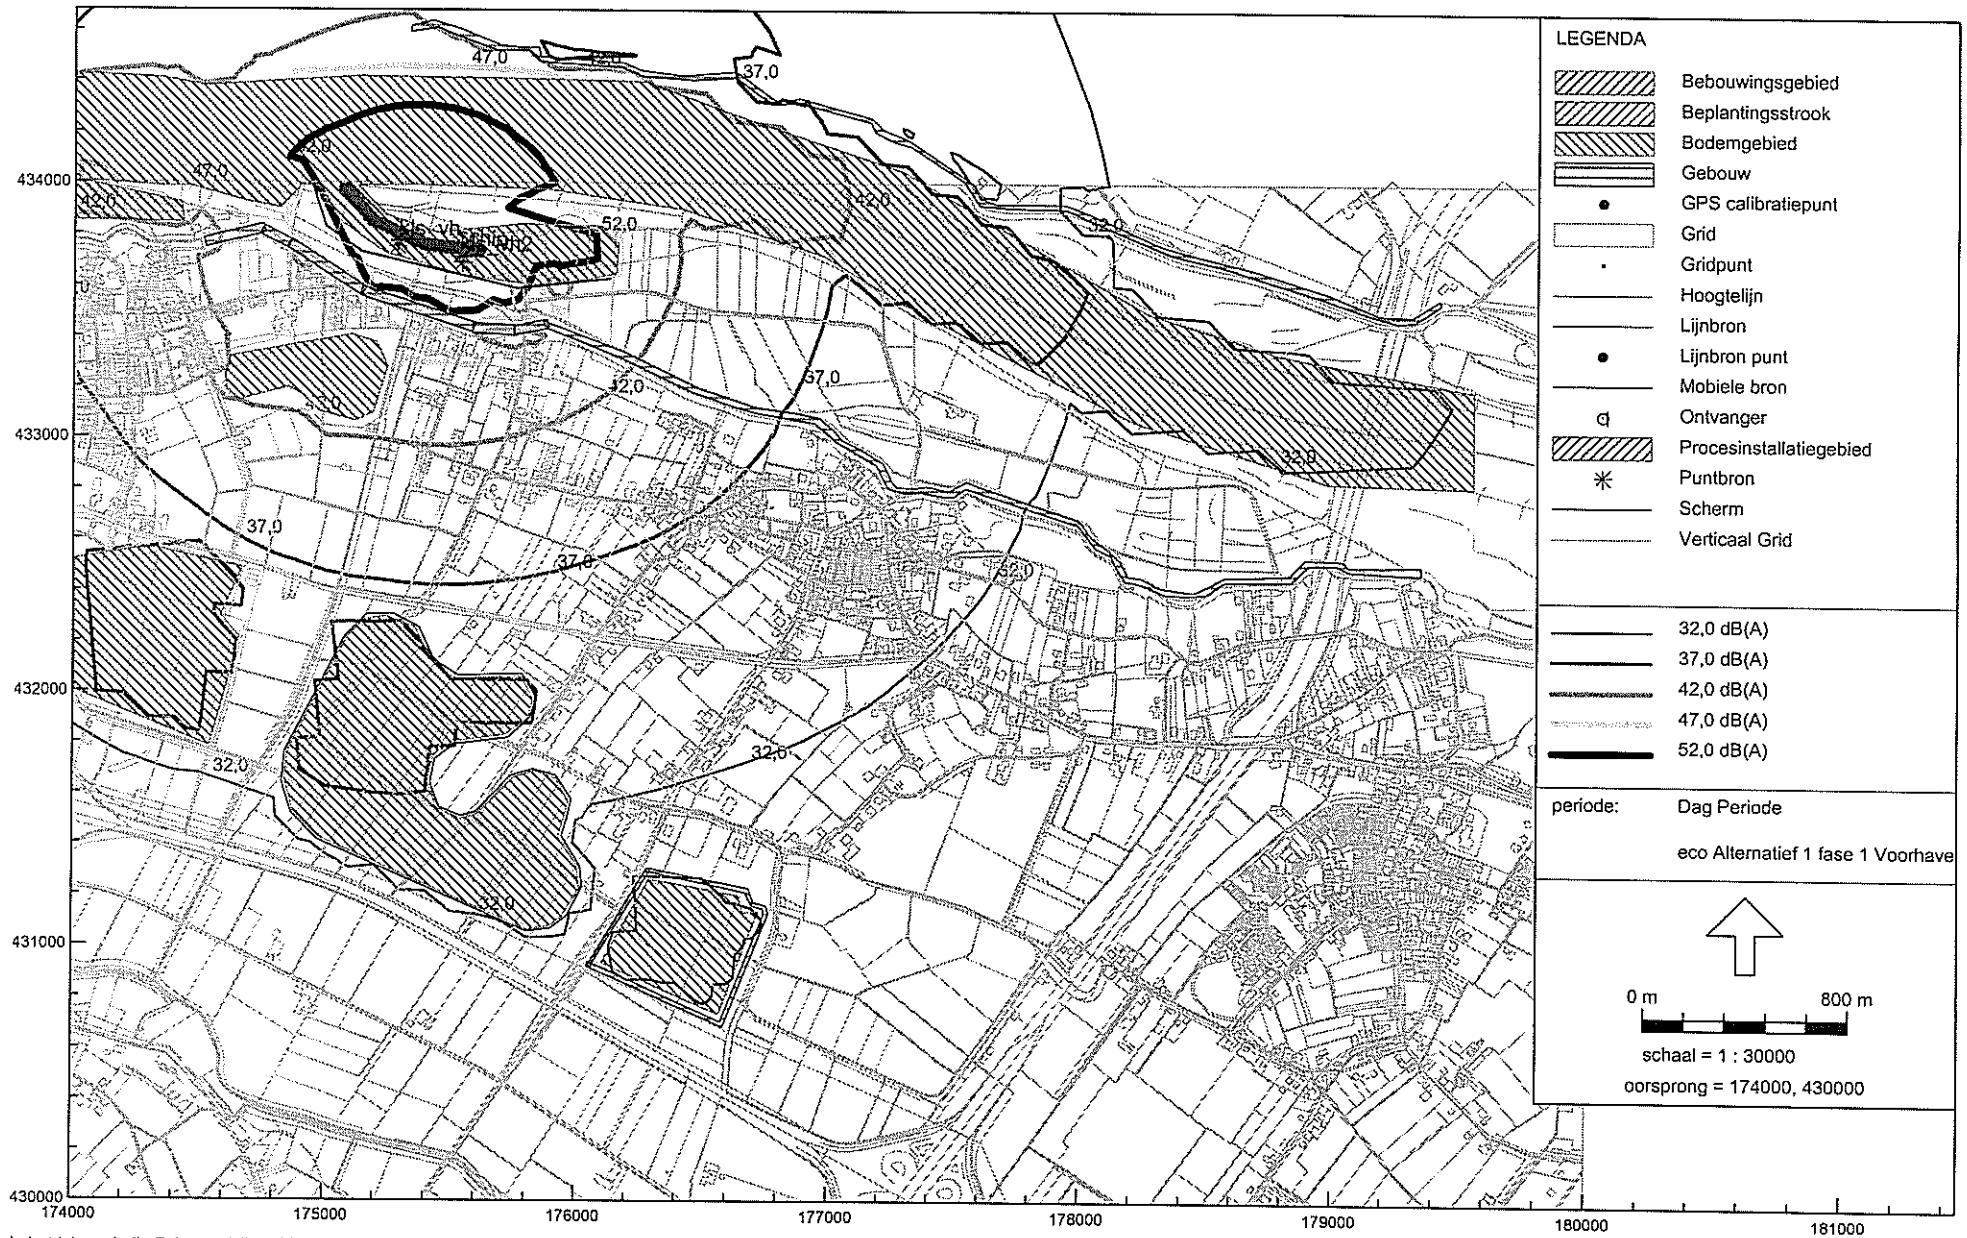 LEGENDA
Bebouwingsgebied
Beplantingsstrook
Bodemgebied
Gebouw
GPS calibratiepunt
Grid
Gridpunt
Hoogtelijn
Lijnbron
Lijnbron punt
Mobiele bron
Ontvanger
Procesinstallatiegebied
Puntbron
Scherm
Verticaal Grid
32,0 dB(A)
37,0 dB(A)
42,0 dB(A)
47,0 dB(A)
52,0 dB(A)
periode: Dag Periode
eco Alternatief 1 fase 1 Voorhave
0 m 800 m
schaal = 1 : 30000
oorsprong = 174000, 430000
47,0
42,0
37,0
47,0
42,0
42,0
52,0
32,0
37,0
32,0
37,0
37,0
32,0
32,0
32,0
32,0
434000
433000
432000
431000
430000
174000 175000 176000 177000 178000 179000 180000 181000